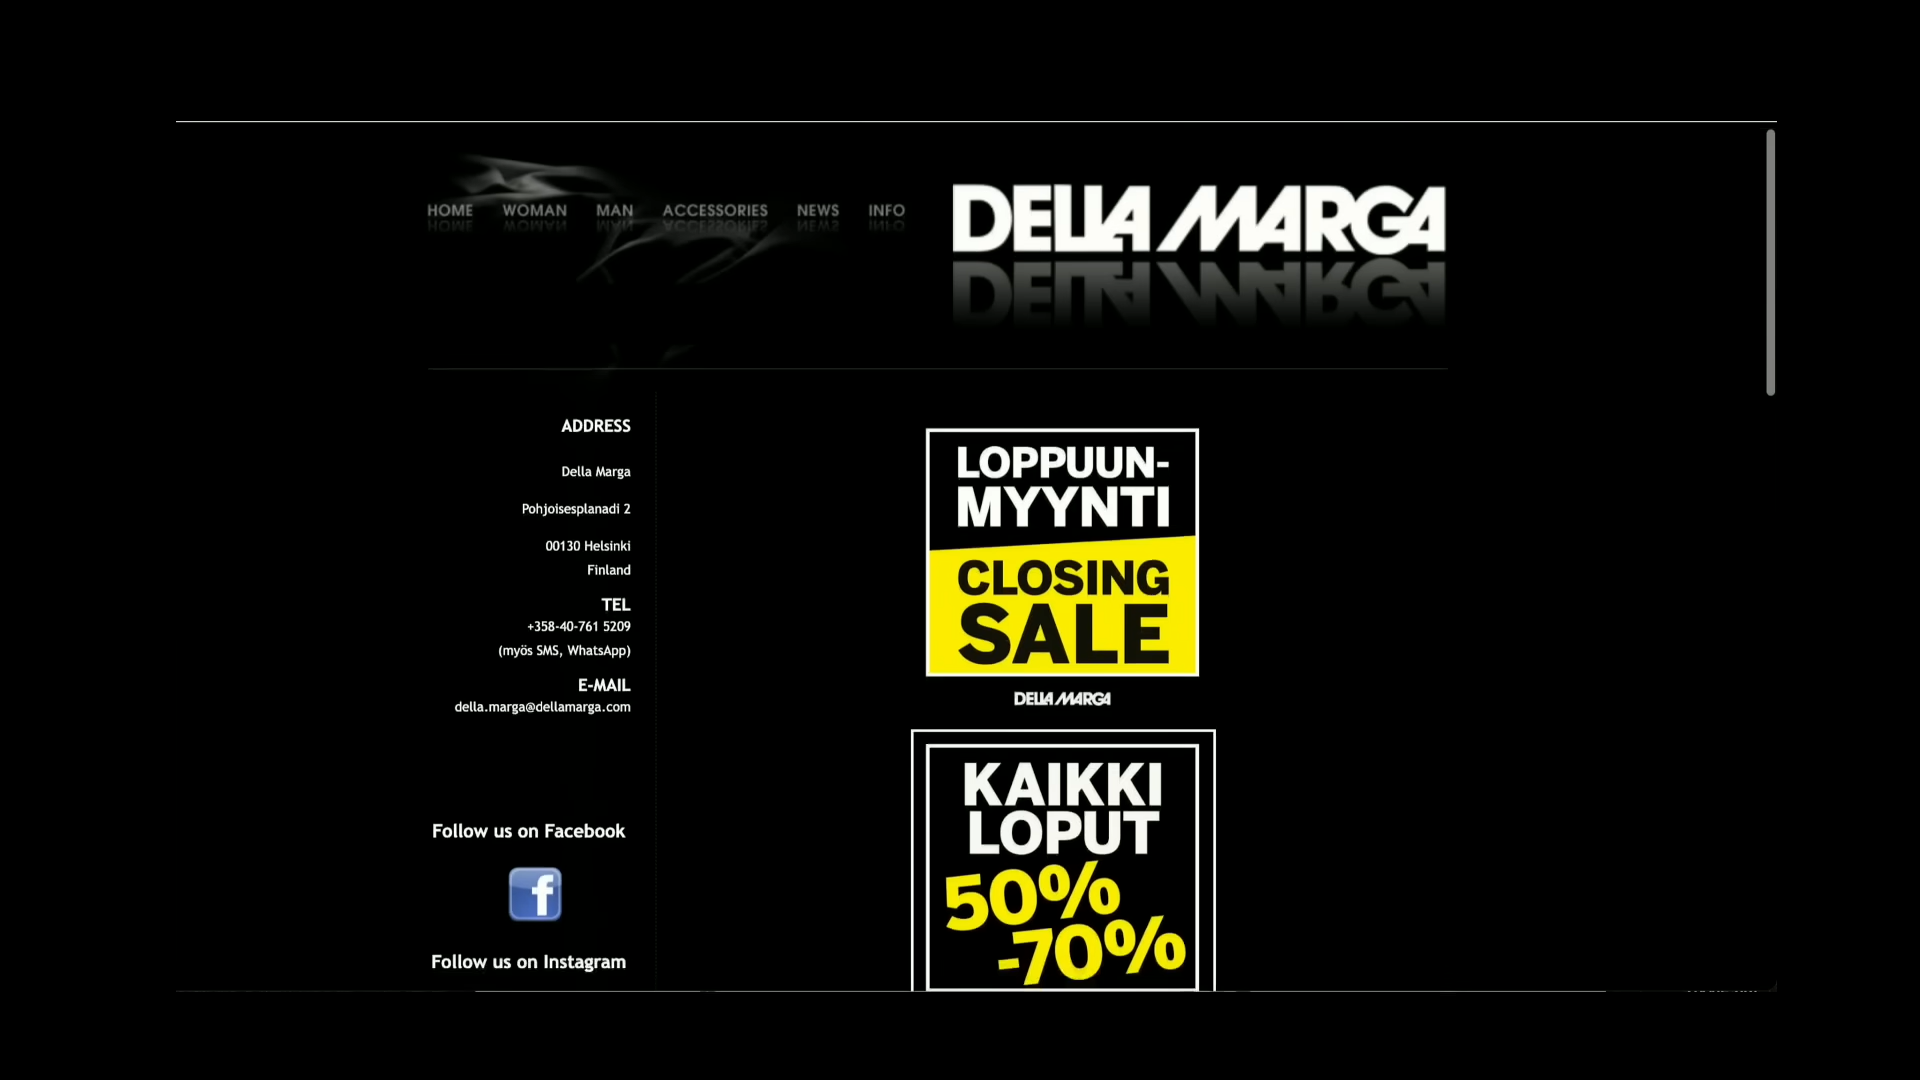 HOME WOMAN MAN ACCESSORIES NEWS INFO
DELLA MARGA
ADDRESS
Della Marga
Pohjoisesplanadi 2
00130 Helsinki
Finland
TEL
+358-40-761 5209
(myös SMS, WhatsApp)
E-MAIL
della.marga@dellamarga.com
Follow us on Facebook
f
Follow us on Instagram
LOPPUUN-
MYYNTI
CLOSING
SALE
DELLA MARGA
KAIKKI
LOPUT
50%
-70%